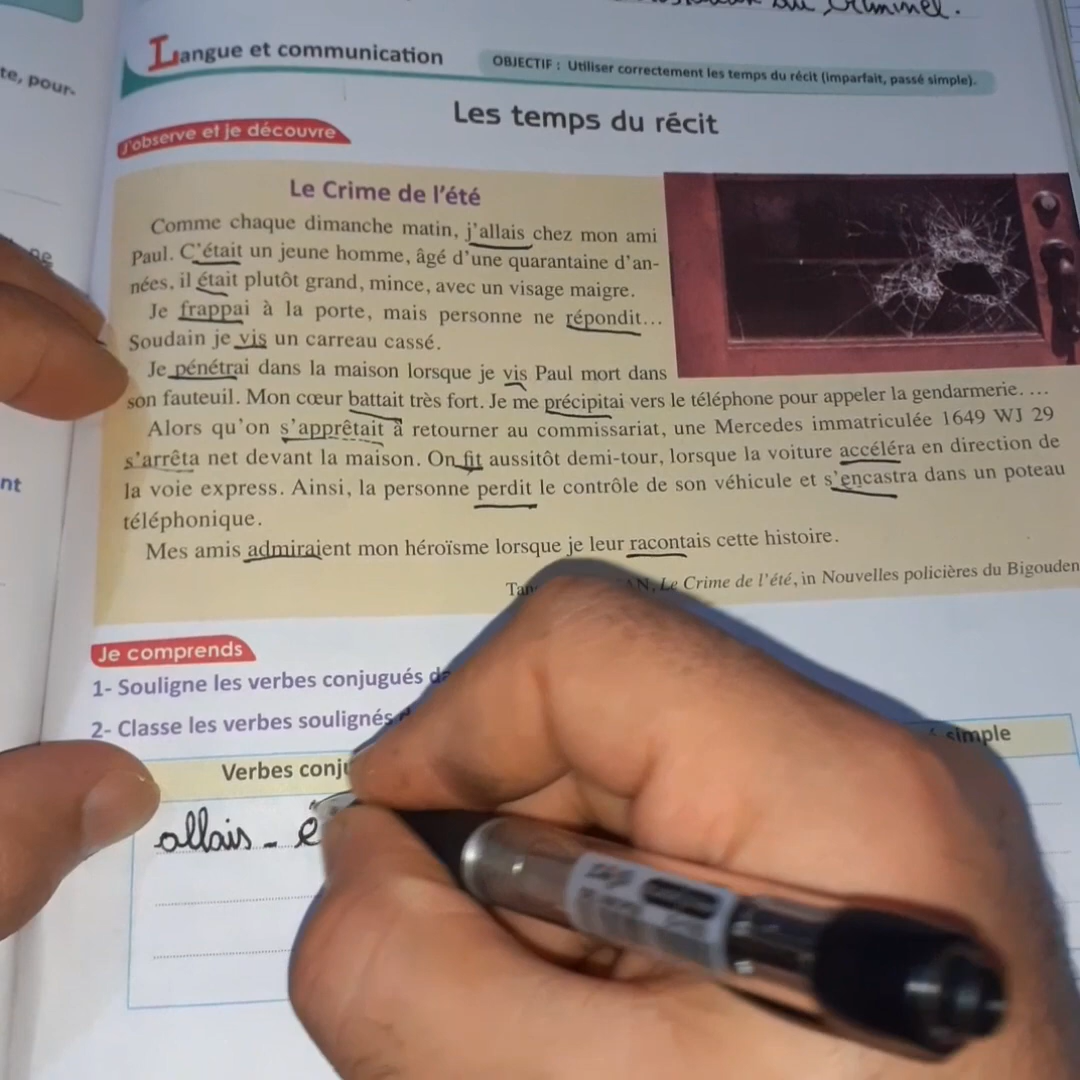 du criminel.
te, pour-
Langue et communication
OBJECTIF : Utiliser correctement les temps du récit (imparfait, passé simple).
Les temps du récit
J'observe et je découvre
Le Crime de l'été
Comme chaque dimanche matin, j'allais chez mon ami
Paul. C'était un jeune homme, âgé d'une quarantaine d'an-
nées, il était plutôt grand, mince, avec un visage maigre.
Je frappai à la porte, mais personne ne répondit...
Soudain je vis un carreau cassé.
Je pénétrai dans la maison lorsque je vis Paul mort dans
son fauteuil. Mon cœur battait très fort. Je me précipitai vers le téléphone pour appeler la gendarmerie. ...
Alors qu'on s'apprêtait à retourner au commissariat, une Mercedes immatriculée 1649 WJ 29
s'arrêta net devant la maison. On fit aussitôt demi-tour, lorsque la voiture accéléra en direction de
la voie express. Ainsi, la personne perdit le contrôle de son véhicule et s'encastra dans un poteau
téléphonique.
Mes amis admiraient mon héroïsme lorsque je leur racontais cette histoire.
Le Crime de l'été, in Nouvelles policières du Bigouden
nt
Je comprends
1- Souligne les verbes conjugués
2- Classe les verbes soulignés
Verbes simple
allais -